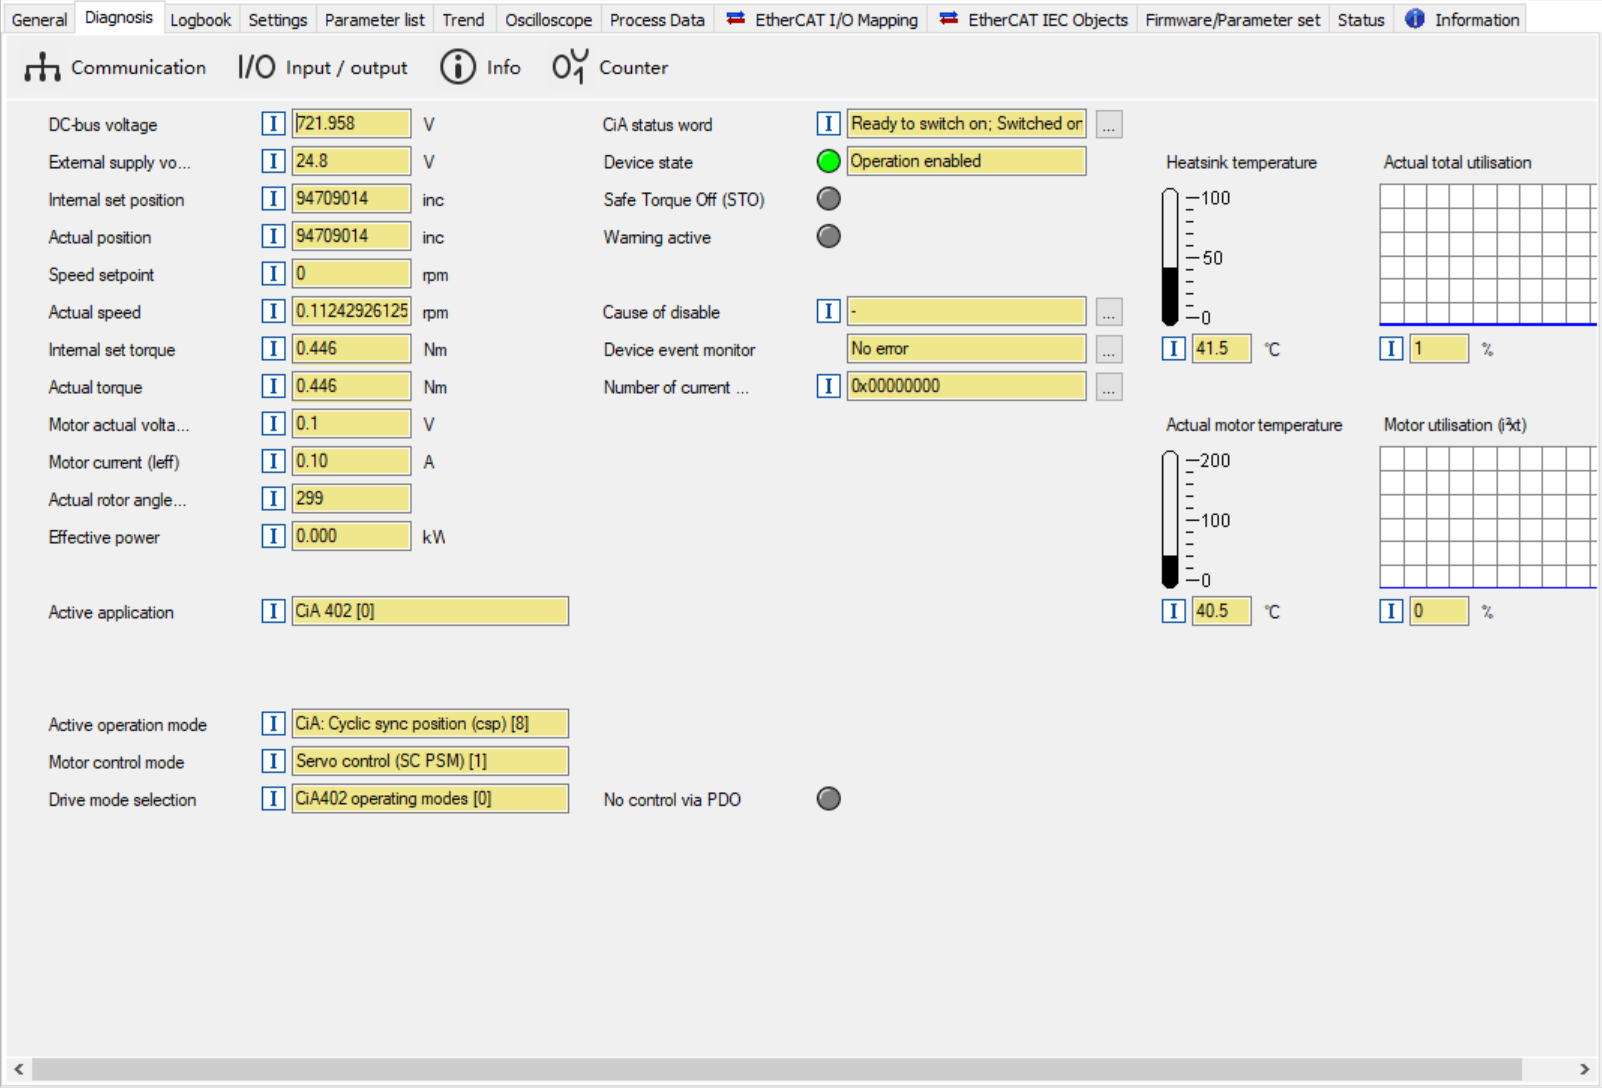 General Diagnosis Logbook Settings Parameter list Trend Oscilloscope Process Data EtherCAT I/O Mapping EtherCAT IEC Objects Firmware/Parameter set Status Information
Communication I/O Input / output Info Counter
DC-bus voltage I 721.958 V CiA status word I Ready to switch on; Switched on ...
External supply vo... I 24.8 V Device state Operation enabled Heatsink temperature Actual total utilisation
Internal set position I 94709014 inc Safe Torque Off (STO) 100
Actual position I 94709014 inc Warning active
50
Speed setpoint I 0 rpm
Actual speed I 0.11242926125 rpm Cause of disable I - ... 0
Internal set torque I 0.446 Nm Device event monitor No error ... I 41.5 °C I 1 %
Actual torque I 0.446 Nm Number of current ... I 0x00000000 ...
Motor actual volta... I 0.1 V Actual motor temperature Motor utilisation (i²xt)
Motor current (Ieff) I 0.10 A 200
Actual rotor angle... I 299
100
Effective power I 0.000 kW
0
Active application I CiA 402 [0] I 40.5 °C I 0 %
Active operation mode I CiA: Cyclic sync position (csp) [8]
Motor control mode I Servo control (SC PSM) [1]
Drive mode selection I CiA402 operating modes [0] No control via PDO